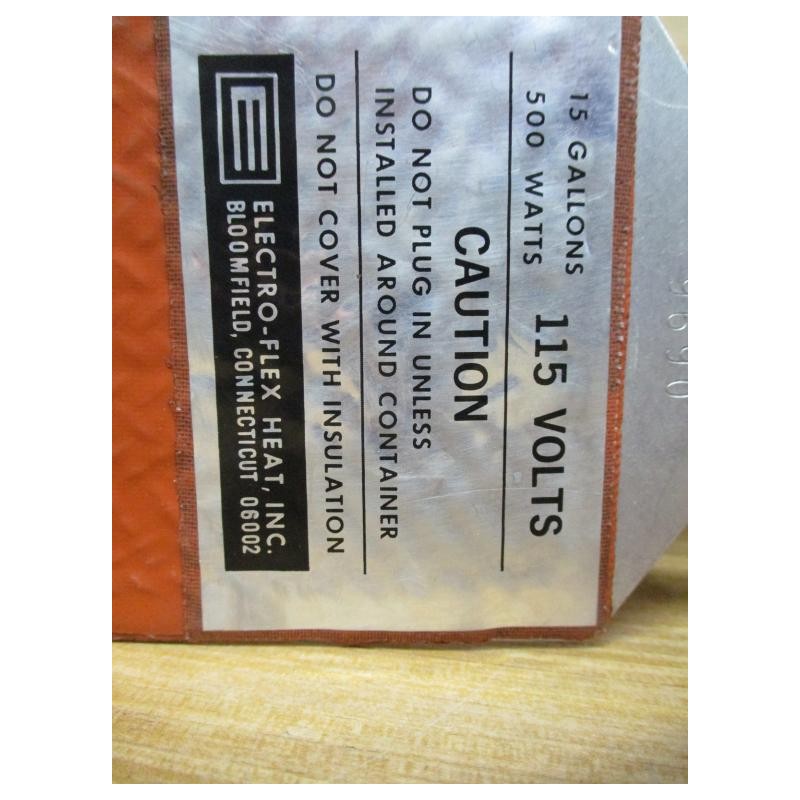 9690
15 GALLONS
500 WATTS
115 VOLTS
CAUTION
DO NOT PLUG IN UNLESS
INSTALLED AROUND CONTAINER
DO NOT COVER WITH INSULATION
E
ELECTRO-FLEX HEAT, INC.
BLOOMFIELD, CONNECTICUT 06002